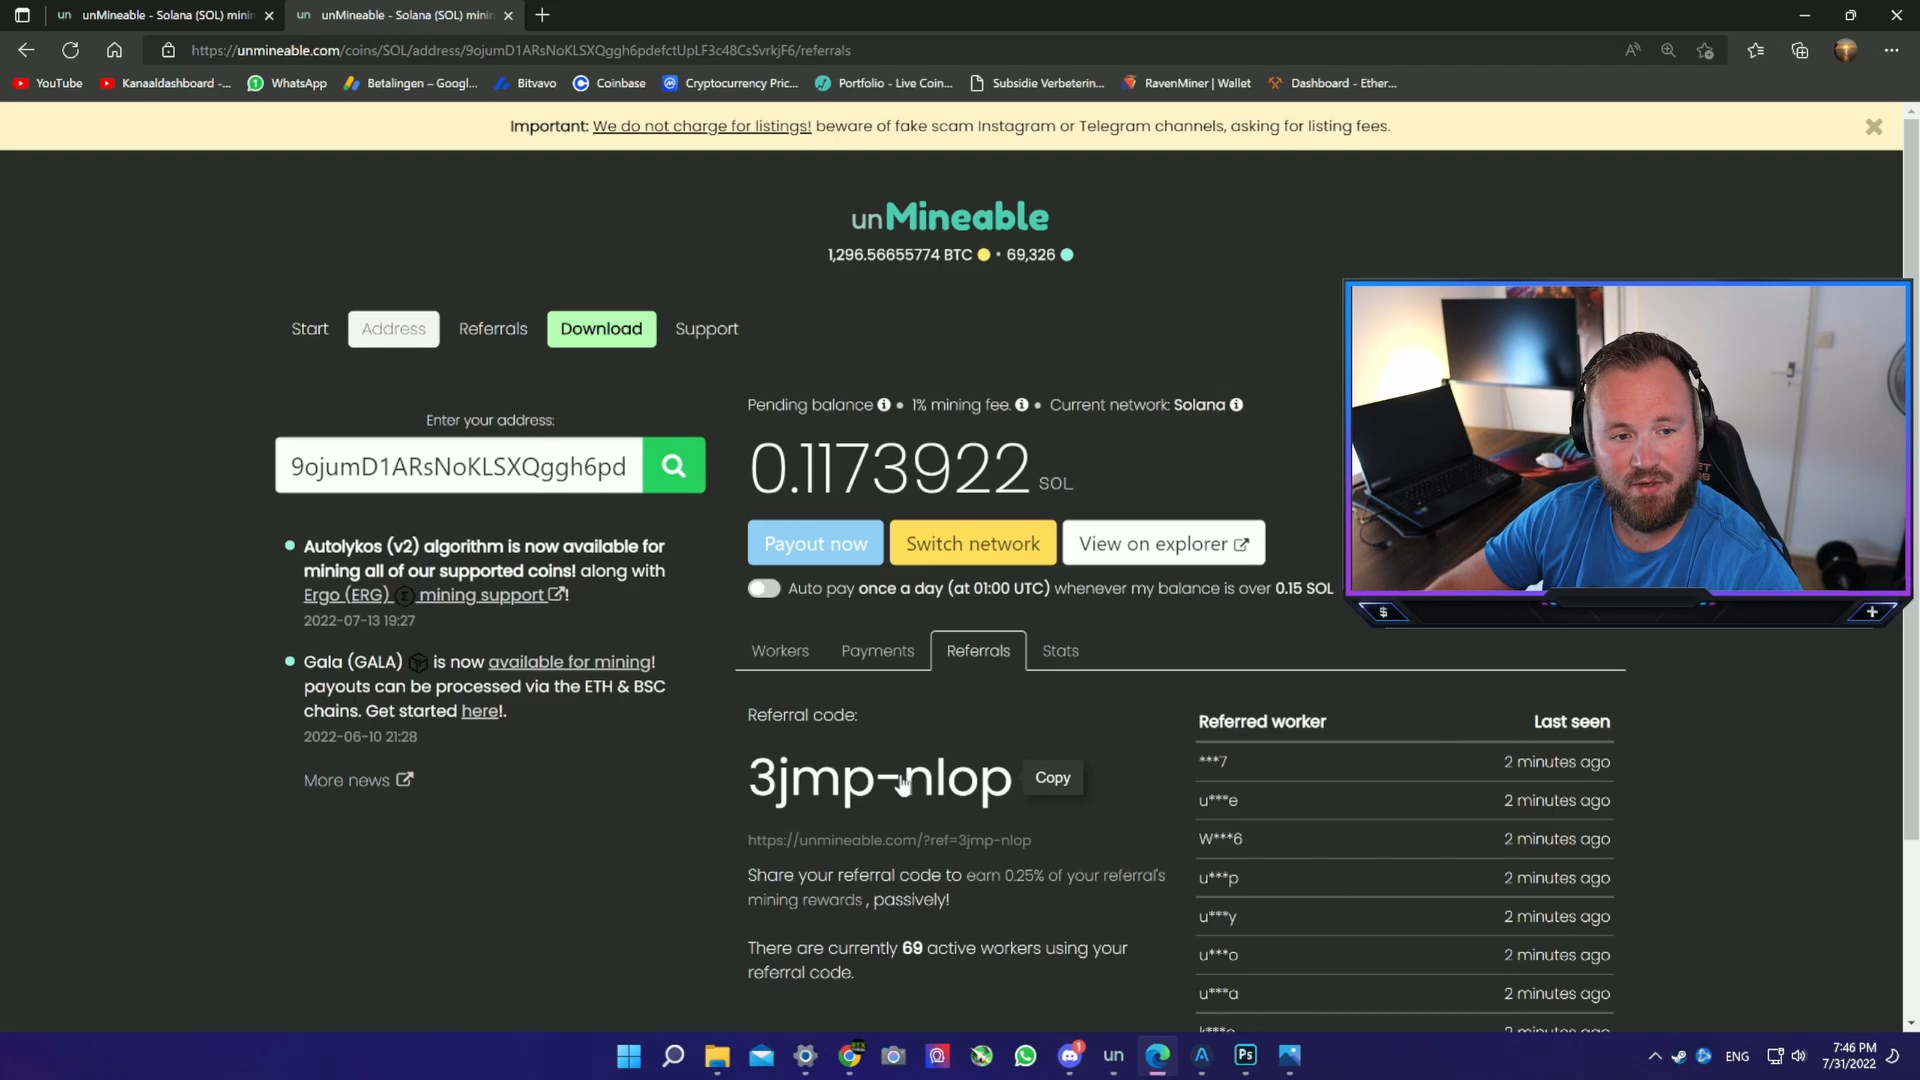 un unMineable - Solana (SOL) minin
un unMineable - Solana (SOL) minin
https://unmineable.com/coins/SOL/address/9ojumD1ARsNoKLSXQggh6pdefctUpLF3c48CsSvrkjF6/referrals
YouTube Kanaaldashboard -... WhatsApp Betalingen – Googl... Bitvavo Coinbase Cryptocurrency Pric... Portfolio - Live Coin... Subsidie Verbeterin... RavenMiner | Wallet Dashboard - Ether...
Important: We do not charge for listings! beware of fake scam Instagram or Telegram channels, asking for listing fees.
unMineable
1,296.56655774 BTC • 69,326
Start Address Referrals Download Support
Enter your address:
9ojumD1ARsNoKLSXQggh6pd
Autolykos (v2) algorithm is now available for
mining all of our supported coins! along with
Ergo (ERG) mining support!
2022-07-13 19:27
Gala (GALA) is now available for mining!
payouts can be processed via the ETH & BSC
chains. Get started here!.
2022-06-10 21:28
More news
Pending balance • 1% mining fee. • Current network: Solana
0.1173922 SOL
Payout now Switch network View on explorer
Auto pay once a day (at 01:00 UTC) whenever my balance is over 0.15 SOL
Workers Payments Referrals Stats
Referral code:
3jmp-nlop Copy
https://unmineable.com/?ref=3jmp-nlop
Share your referral code to earn 0.25% of your referral's
mining rewards , passively!
There are currently 69 active workers using your
referral code.
Referred worker Last seen
***7 2 minutes ago
u***e 2 minutes ago
W***6 2 minutes ago
u***p 2 minutes ago
u***y 2 minutes ago
u***o 2 minutes ago
u***a 2 minutes ago
2 minutes ago
$ +
un Ps 1
ENG
7:46 PM
7/31/2022